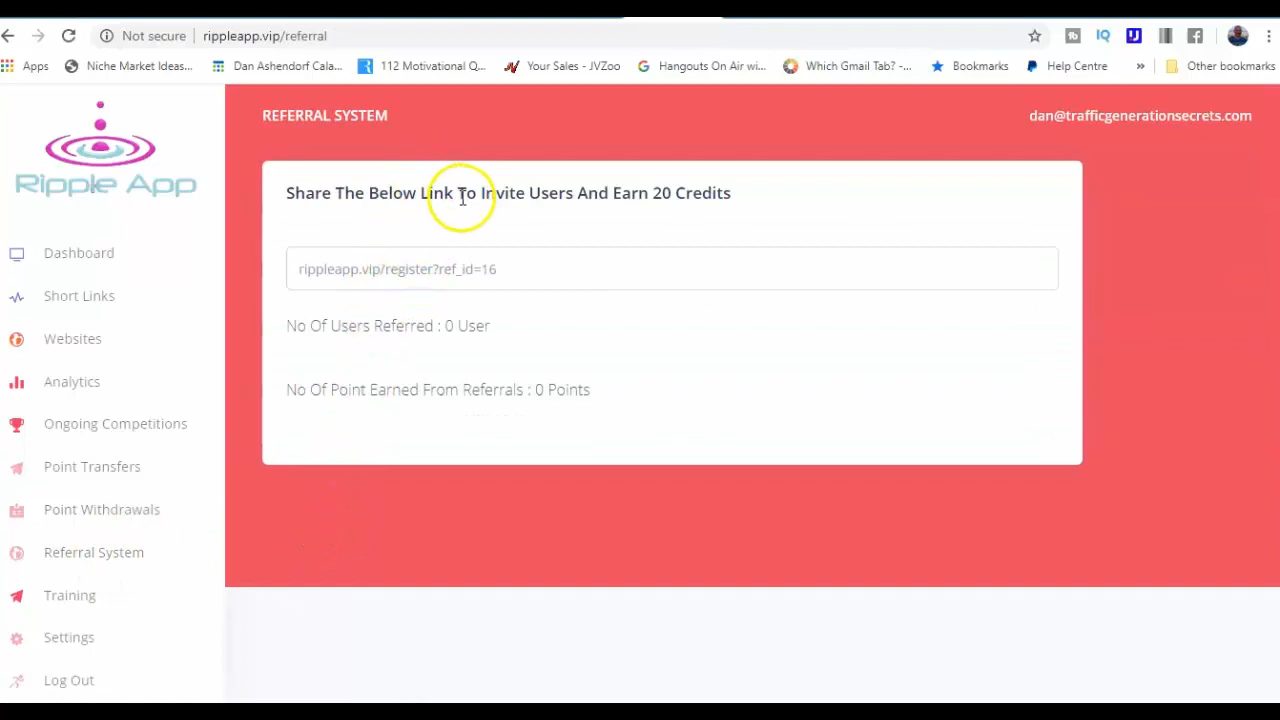 Not secure
rippleapp.vip/referral
Apps
Niche Market Ideas...
Dan Ashendorf Cala...
112 Motivational Q...
Your Sales - JVZoo
Hangouts On Air wi...
Which Gmail Tab? -...
Bookmarks
Help Centre
»
Other bookmarks
Ripple App
REFERRAL SYSTEM
dan@trafficgenerationsecrets.com
Share The Below Link To Invite Users And Earn 20 Credits
rippleapp.vip/register?ref_id=16
No Of Users Referred : 0 User
No Of Point Earned From Referrals : 0 Points
Dashboard
Short Links
Websites
Analytics
Ongoing Competitions
Point Transfers
Point Withdrawals
Referral System
Training
Settings
Log Out